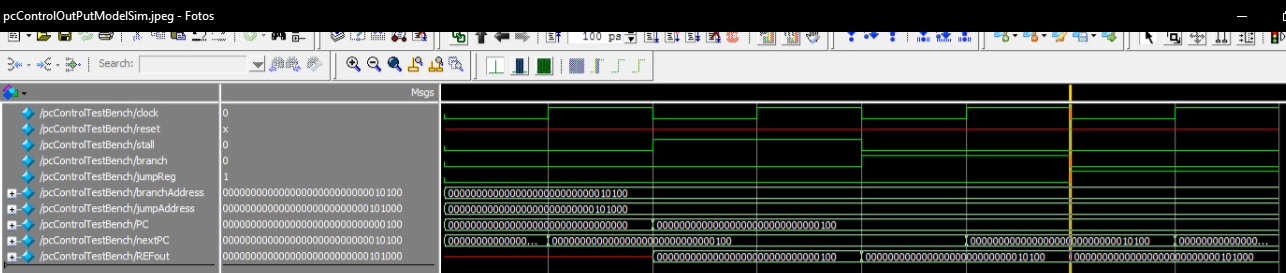 pcControlOutPutModelSim.jpeg - Fotos
100 ps
Search:
Msgs
/pcControlTestBench/clock 0
/pcControlTestBench/reset x
/pcControlTestBench/stall 0
/pcControlTestBench/branch 0
/pcControlTestBench/jumpReg 1
/pcControlTestBench/branchAddress 00000000000000000000000000010100 00000000000000000000000000010100
/pcControlTestBench/jumpAddress 00000000000000000000000000101000 00000000000000000000000000101000
/pcControlTestBench/PC 00000000000000000000000000000100 00000000000000000000000000000000 00000000000000000000000000000100
/pcControlTestBench/nextPC 00000000000000000000000000010100 00000000000000... 00000000000000000000000000000100 00000000000000000000000000010100 00000000000000...
/pcControlTestBench/REFout 00000000000000000000000000101000 00000000000000000000000000000100 00000000000000000000000000010100 00000000000000000000000000101000